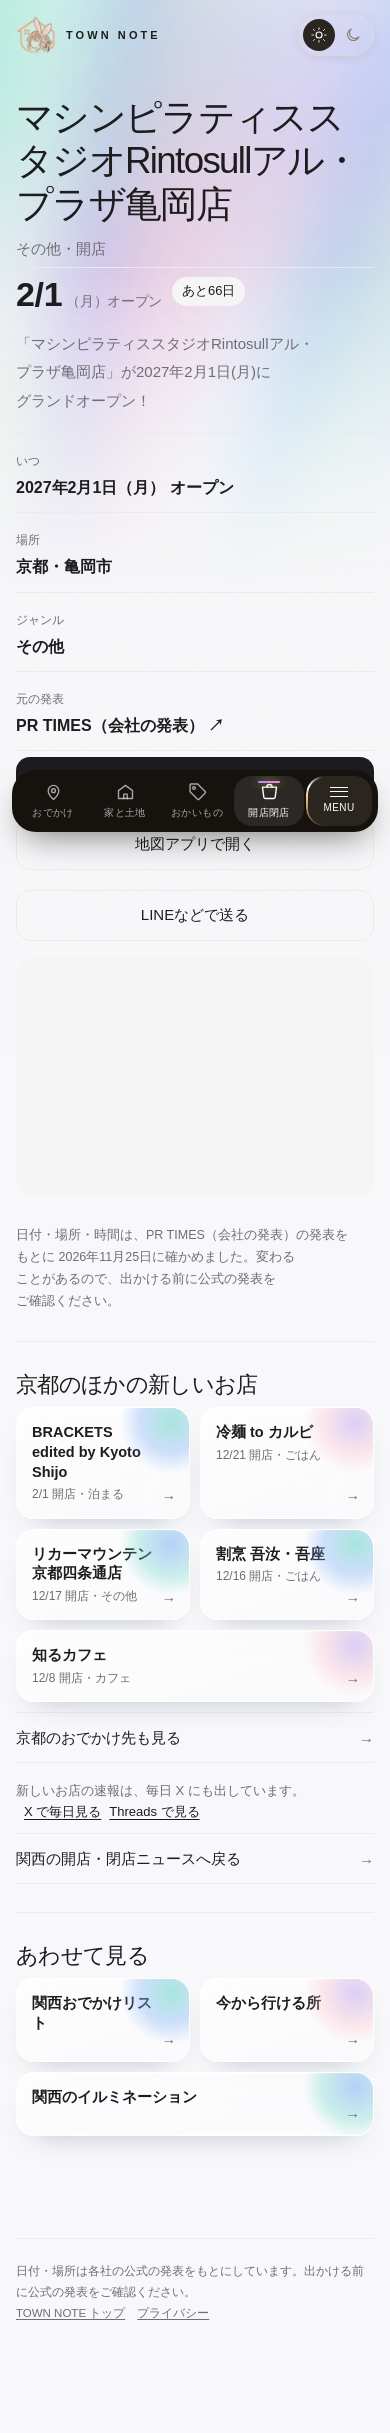 TOWN NOTE
マシンピラティスス
タジオRintosullアル・
プラザ亀岡店
その他・開店
2/1 （月）オープン あと66日
「マシンピラティススタジオRintosullアル・
プラザ亀岡店」が2027年2月1日(月)に
グランドオープン！
いつ
2027年2月1日（月） オープン
場所
京都・亀岡市
ジャンル
その他
元の発表
PR TIMES（会社の発表） ↗
おでかけ 家と土地 おかいもの 開店閉店 MENU
地図アプリで開く
LINEなどで送る
日付・場所・時間は、PR TIMES（会社の発表）の発表を
もとに 2026年11月25日に確かめました。変わる
ことがあるので、出かける前に公式の発表を
ご確認ください。
京都のほかの新しいお店
BRACKETS
edited by Kyoto
Shijo
2/1 開店・泊まる →
冷麺 to カルビ
12/21 開店・ごはん
→
リカーマウンテン
京都四条通店
12/17 開店・その他 →
割烹 吾汝・吾座
12/16 開店・ごはん
→
知るカフェ
12/8 開店・カフェ →
京都のおでかけ先も見る →
新しいお店の速報は、毎日 X にも出しています。
X で毎日見る Threads で見る
関西の開店・閉店ニュースへ戻る →
あわせて見る
関西おでかけリス
ト
→
今から行ける所
→
関西のイルミネーション
→
日付・場所は各社の公式の発表をもとにしています。出かける前
に公式の発表をご確認ください。
TOWN NOTE トップ プライバシー